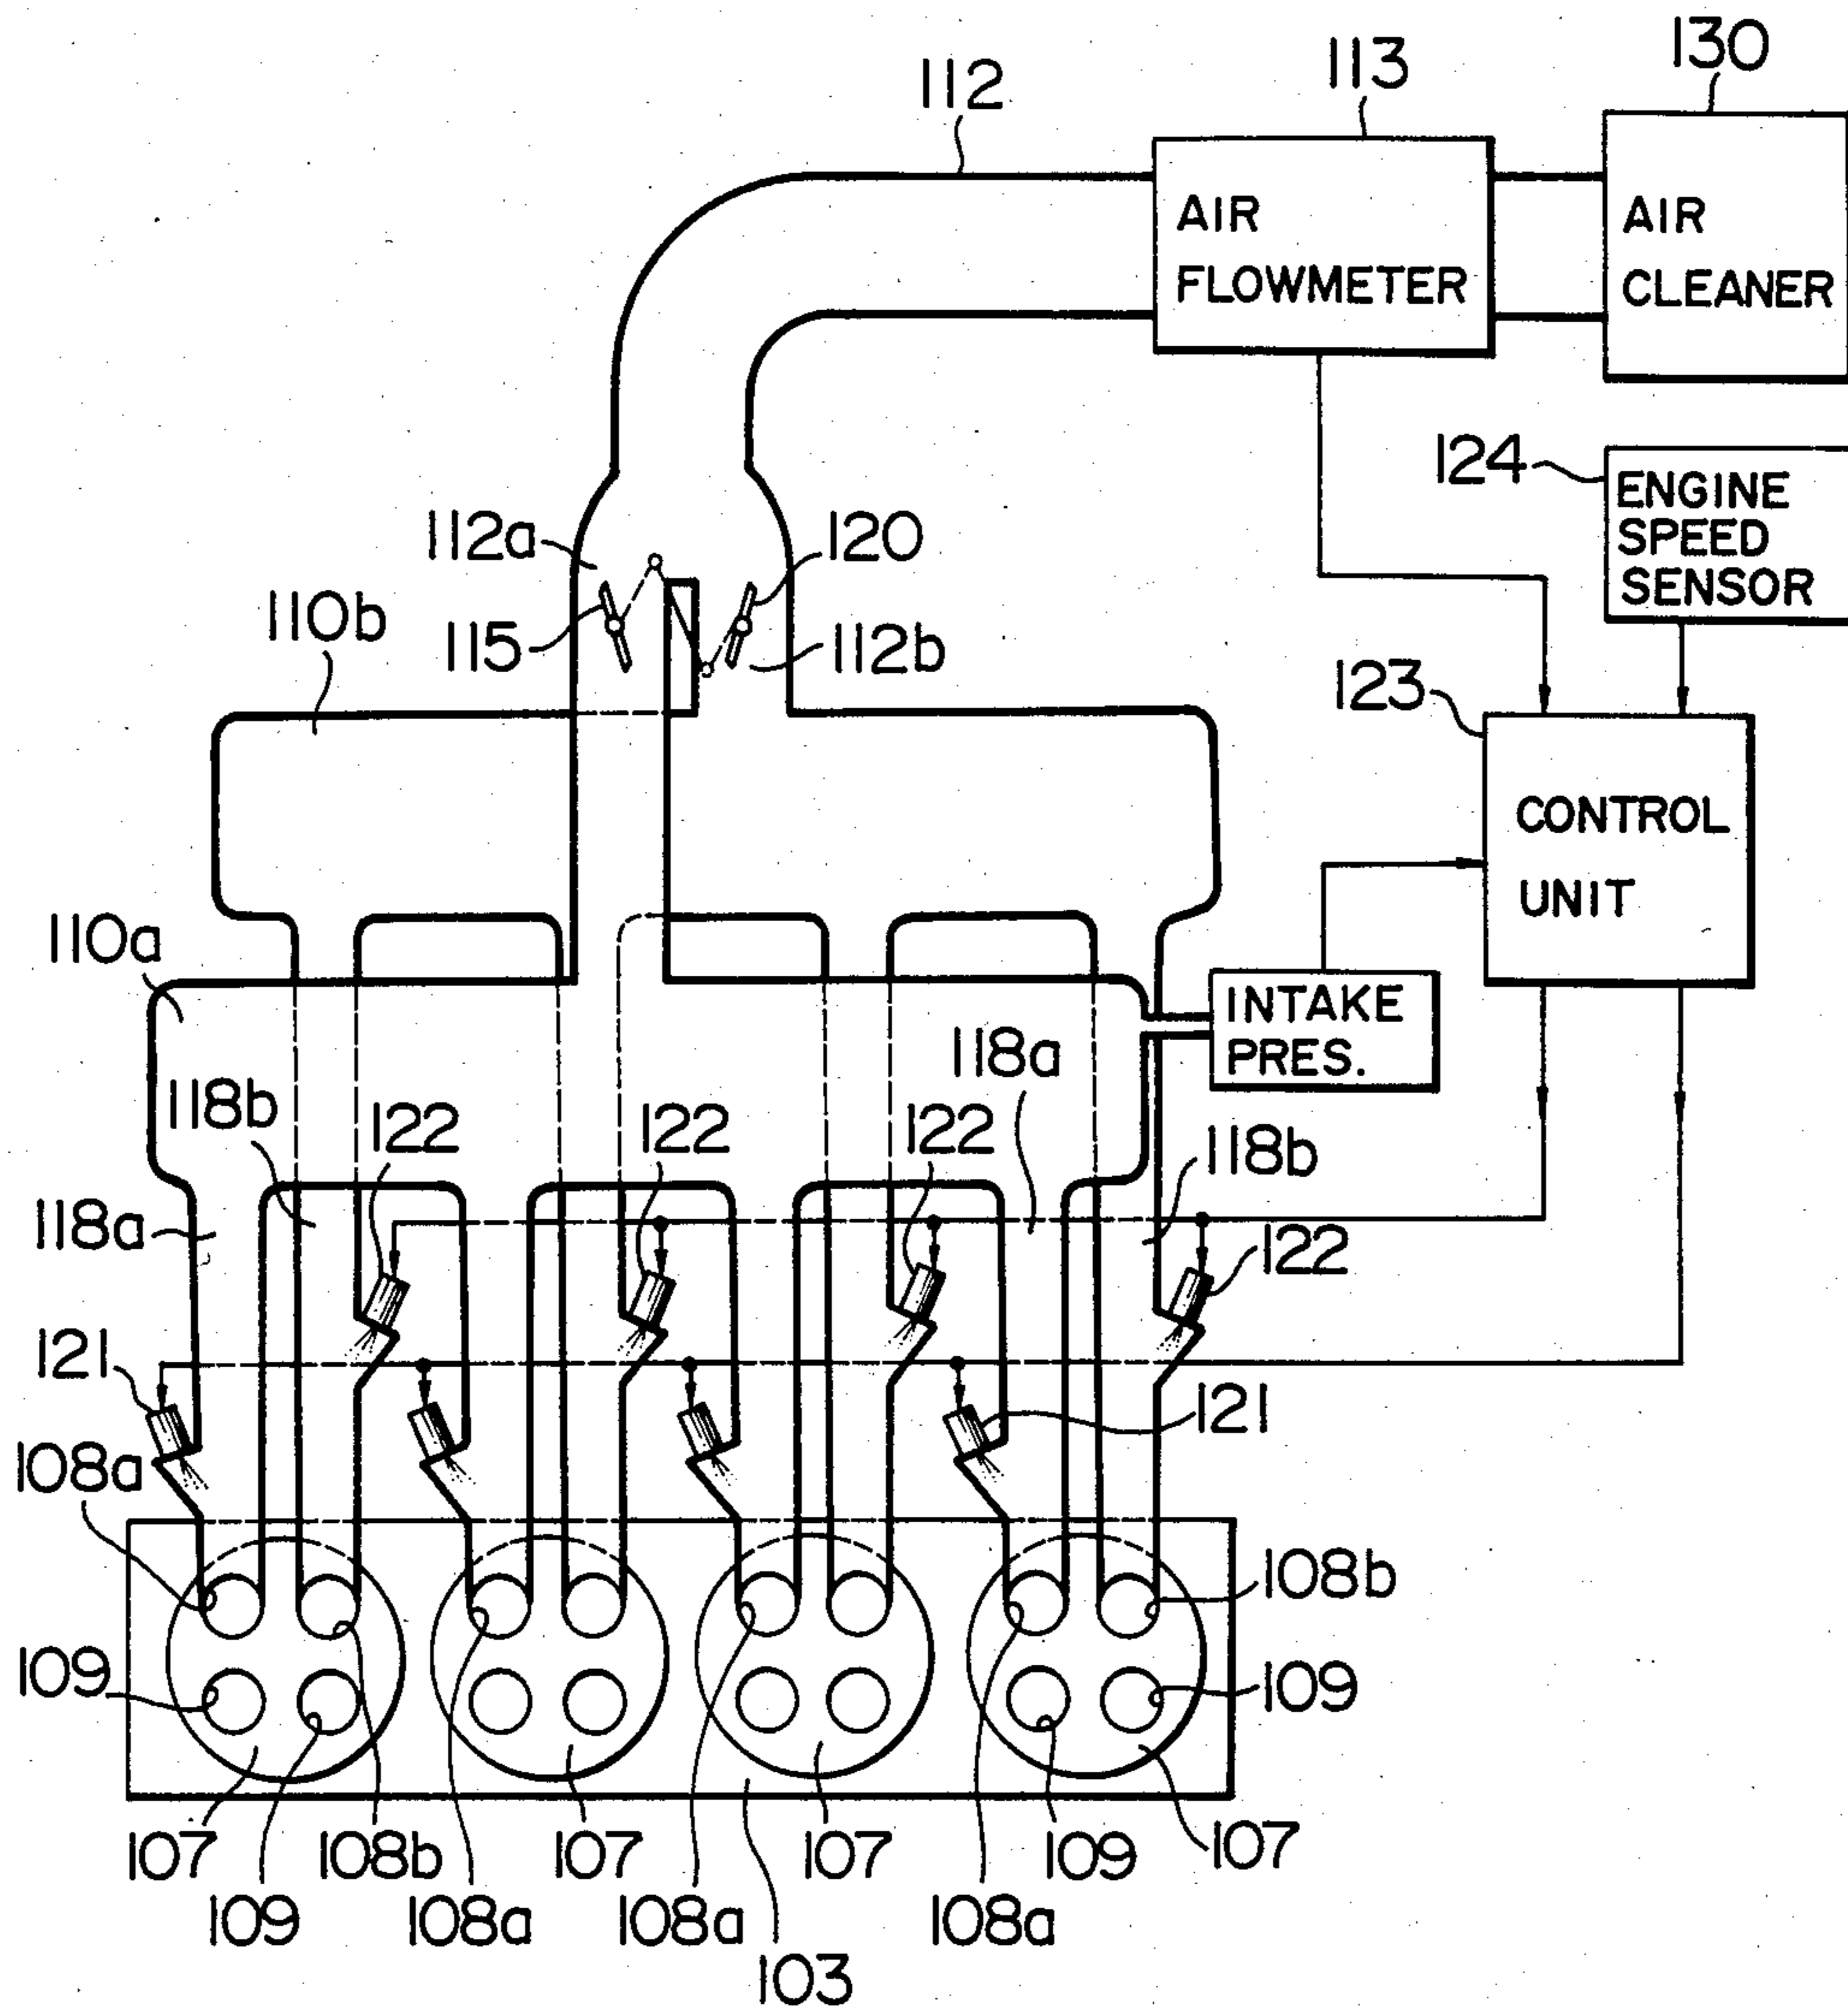 130
113
112
AIR
FLOWMETER
AIR
CLEANER
124
ENGINE
SPEED
SENSOR
112a
120
110b
115
112b
123
CONTROL
UNIT
110a
INTAKE
PRES.
118a
118b
122
122
122
118b
118a
122
121
121
108a
108b
109
109
107
108b
107
107
109
107
109
108a
108a
108a
103